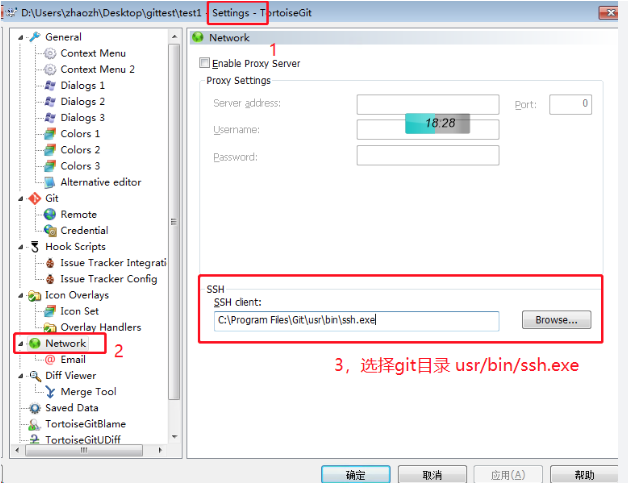 D:\Users\zhaozh\Desktop\gittest\test1 - Settings - TortoiseGit
1
General
Context Menu
Context Menu 2
Dialogs 1
Dialogs 2
Dialogs 3
Colors 1
Colors 2
Colors 3
Alternative editor
Git
Remote
Credential
Hook Scripts
Issue Tracker Integrati
Issue Tracker Config
Icon Overlays
Icon Set
Overlay Handlers
Network
2
Email
Diff Viewer
Merge Tool
Saved Data
TortoiseGitBlame
TortoiseGitUDiff
Network
Enable Proxy Server
Proxy Settings
Server address:
Port:
0
Username:
18:28
Password:
SSH
SSH client:
C:\Program Files\Git\usr\bin\ssh.exe
Browse...
3，选择git目录 usr/bin/ssh.exe
确定
取消
应用(A)
帮助